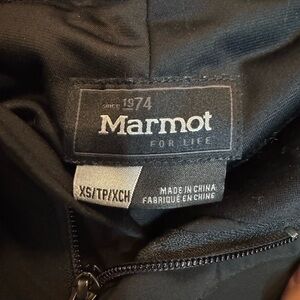 SINCE 1974
Marmot
FOR LIFE
XS/TP/XCH
MADE IN CHINA
FABRIQUÉ EN CHINE